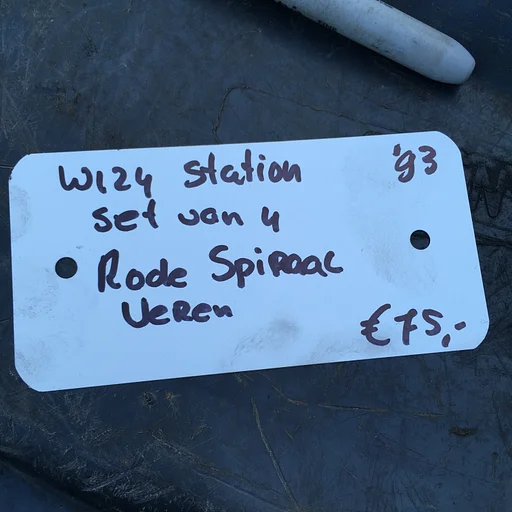 W124 Station '93
set van 4
Rode Spiraal
Veren
€75,-